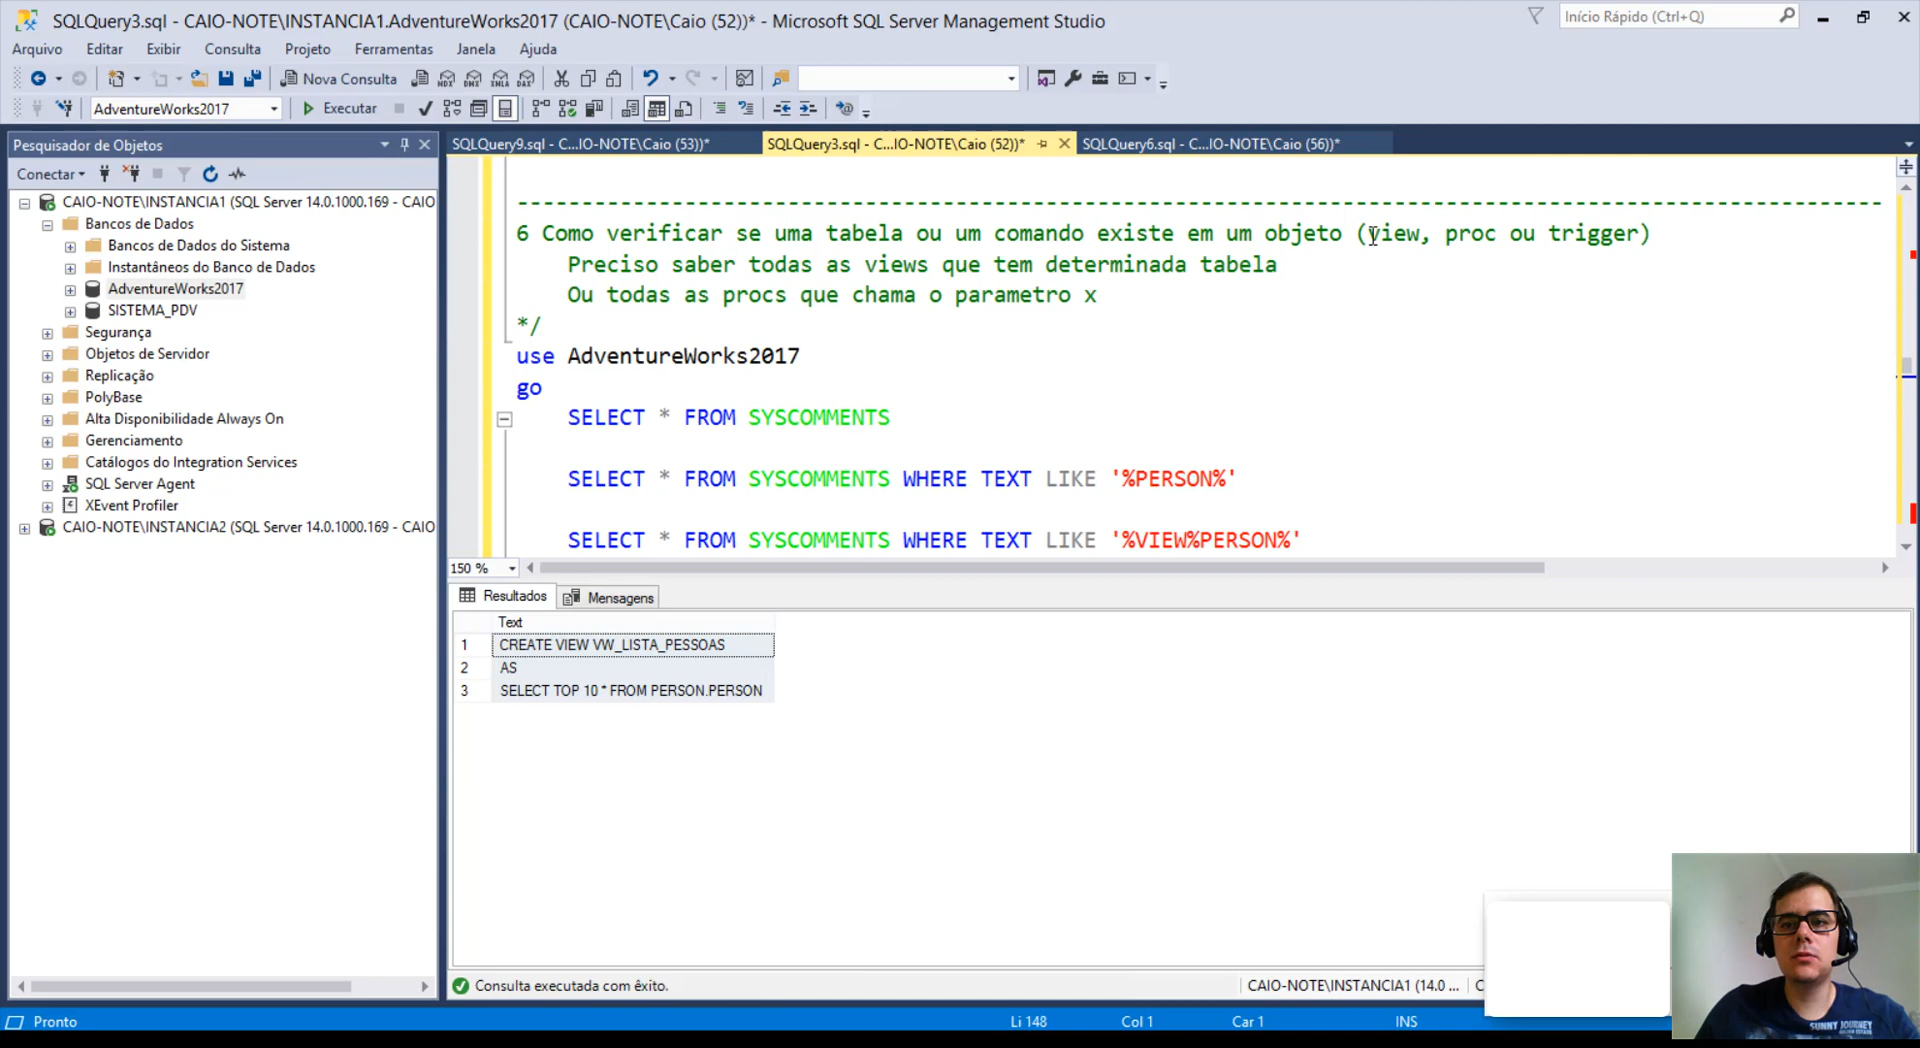 SQLQuery3.sql - CAIO-NOTE\INSTANCIA1.AdventureWorks2017 (CAIO-NOTE\Caio (52))* - Microsoft SQL Server Management Studio
Início Rápido (Ctrl+Q)
Arquivo Editar Exibir Consulta Projeto Ferramentas Janela Ajuda
Nova Consulta
AdventureWorks2017
Executar
Pesquisador de Objetos
Conectar
CAIO-NOTE\INSTANCIA1 (SQL Server 14.0.1000.169 - CAIO
Bancos de Dados
Bancos de Dados do Sistema
Instantâneos do Banco de Dados
AdventureWorks2017
SISTEMA_PDV
Segurança
Objetos de Servidor
Replicação
PolyBase
Alta Disponibilidade Always On
Gerenciamento
Catálogos do Integration Services
SQL Server Agent
XEvent Profiler
CAIO-NOTE\INSTANCIA2 (SQL Server 14.0.1000.169 - CAIO
SQLQuery9.sql - C...IO-NOTE\Caio (53))*
SQLQuery3.sql - C...IO-NOTE\Caio (52))*
SQLQuery6.sql - C...IO-NOTE\Caio (56))*
6 Como verificar se uma tabela ou um comando existe em um objeto (view, proc ou trigger)
Preciso saber todas as views que tem determinada tabela
Ou todas as procs que chama o parametro x
*/
use AdventureWorks2017
go
SELECT * FROM SYSCOMMENTS
SELECT * FROM SYSCOMMENTS WHERE TEXT LIKE '%PERSON%'
SELECT * FROM SYSCOMMENTS WHERE TEXT LIKE '%VIEW%PERSON%'
150 %
Resultados
Mensagens
Text
1 CREATE VIEW VW_LISTA_PESSOAS
2 AS
3 SELECT TOP 10 * FROM PERSON.PERSON
Consulta executada com êxito.
CAIO-NOTE\INSTANCIA1 (14.0 ...
C
Pronto
Li 148
Col 1
Car 1
INS
SUNNY JOURNEY